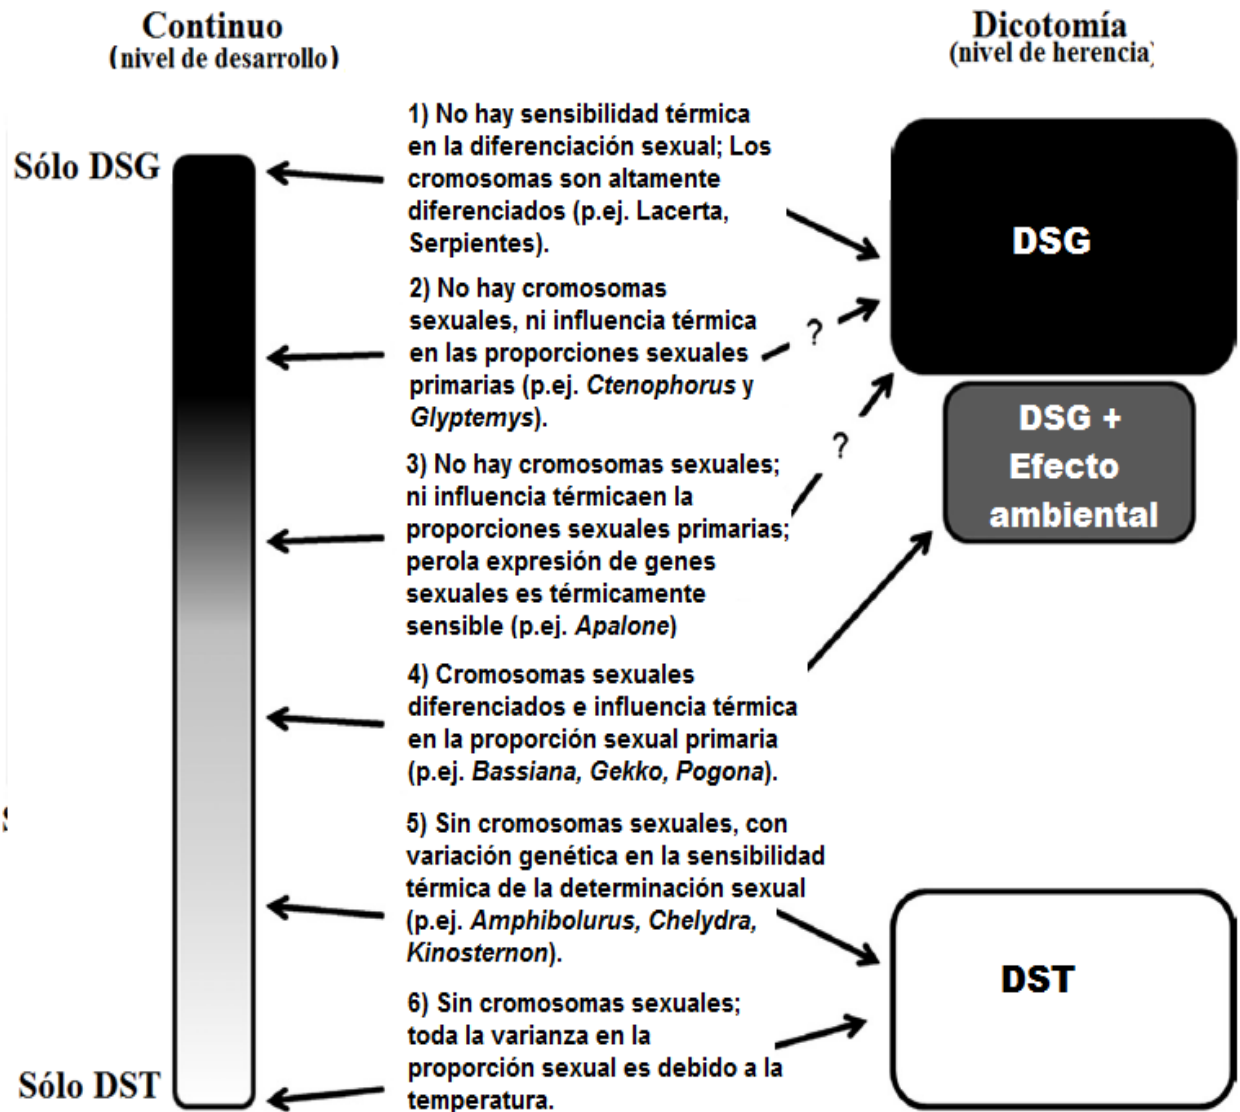 Continuo
(nivel de desarrollo)
Dicotomía
(nivel de herencia)
Sólo DSG
1) No hay sensibilidad térmica
en la diferenciación sexual; Los
cromosomas son altamente
diferenciados (p.ej. Lacerta,
Serpientes).
2) No hay cromosomas
sexuales, ni influencia térmica
en las proporciones sexuales
primarias (p.ej. Ctenophorus y
Glyptemys).
3) No hay cromosomas sexuales;
ni influencia térmicaen la
proporciones sexuales primarias;
perola expresión de genes
sexuales es térmicamente
sensible (p.ej. Apalone)
4) Cromosomas sexuales
diferenciados e influencia térmica
en la proporción sexual primaria
(p.ej. Bassiana, Gekko, Pogona).
5) Sin cromosomas sexuales, con
variación genética en la sensibilidad
térmica de la determinación sexual
(p.ej. Amphibolurus, Chelydra,
Kinosternon).
6) Sin cromosomas sexuales;
toda la varianza en la
proporción sexual es debido a la
temperatura.
Sólo DST
?
?
DSG
DSG +
Efecto
ambiental
DST